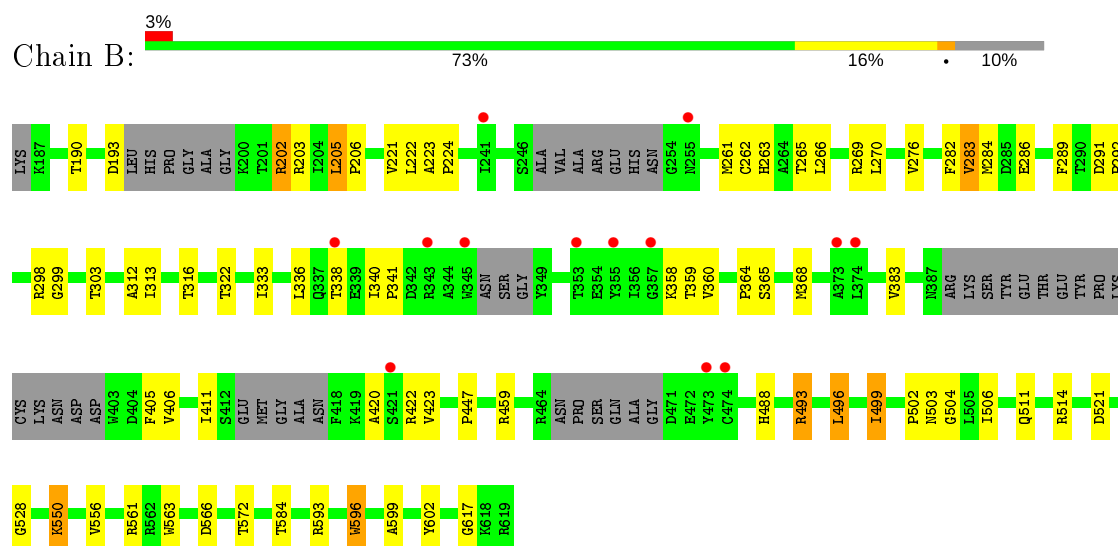 3%
Chain B:
73% 16% • 10%
LYS K187 T190 D193 LEU HIS PRO GLY ALA GLY K200 T201 R202 R203 I204 L205 P206 V221 L222 A223 P224 I241 S246 ALA VAL ALA ARG GLU HIS ASN G254 N255 M261 C262 H263 A264 T265 L266 R269 L270 V276 F282 V283 M284 D285 E286 F289 T290 D291 P292
R298 G299 T303 A312 I313 T316 T322 I333 L336 Q337 T338 E339 I340 P341 D342 R343 A344 W345 ASN SER GLY Y349 T353 E354 Y355 I356 G357 K358 T359 V360 P364 S365 M368 A373 L374 V383 N387 ARG LYS SER TYR GLU THR GLU TYR PRO LYS
CYS LYS ASN ASP ASP W403 D404 F405 V406 I411 S412 GLU MET GLY ALA ASN F418 K419 A420 S421 R422 V423 P447 R459 R464 ASN PRO SER GLN ALA GLY D471 E472 Y473 C474 H488 R493 L496 I499 P502 N503 G504 L505 I506 Q511 R514 D521
G528 K550 V556 R561 R562 W563 D566 T572 T584 R593 W596 A599 Y602 G617 K618 R619